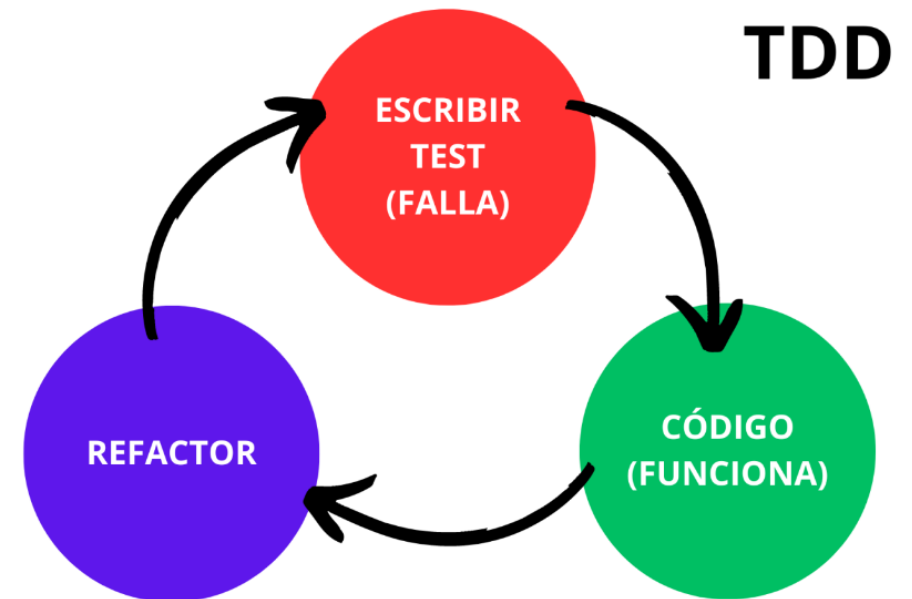 TDD
ESCRIBIR
TEST
(FALLA)
CÓDIGO
(FUNCIONA)
REFACTOR